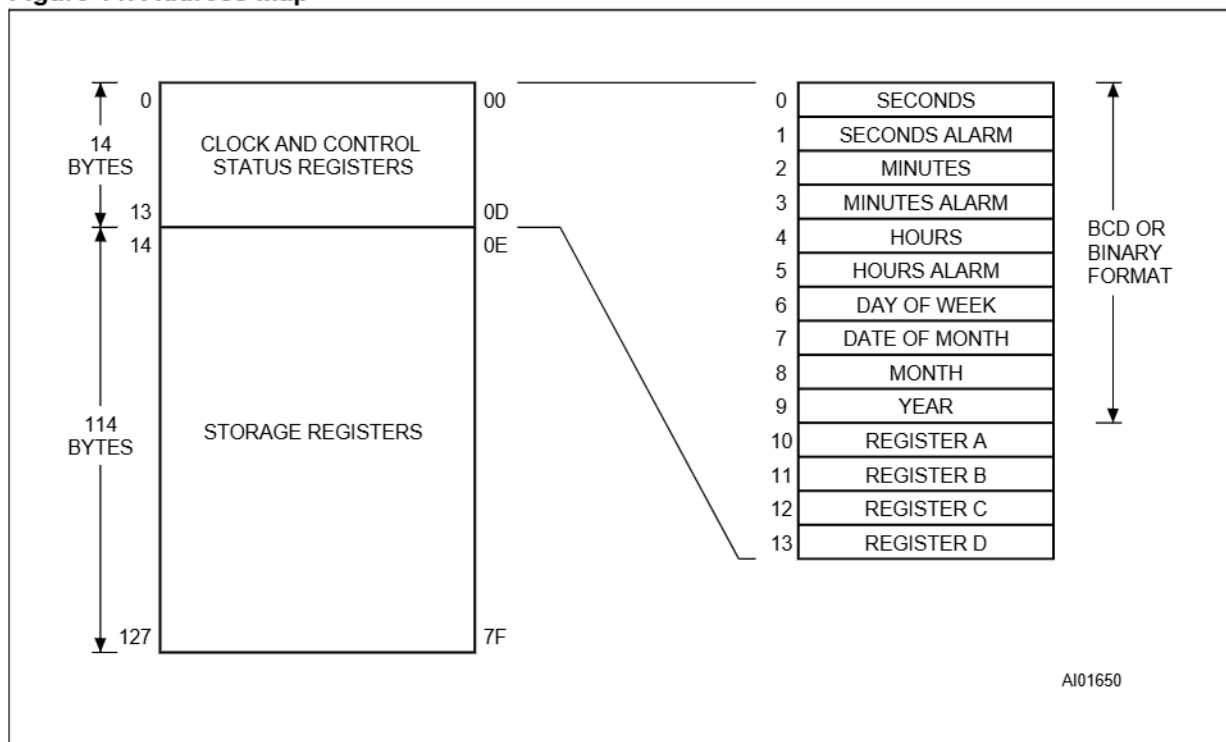 0
00
14
BYTES
CLOCK AND CONTROL
STATUS REGISTERS
13
0D
14
0E
114
BYTES
STORAGE REGISTERS
127
7F
0 SECONDS
1 SECONDS ALARM
2 MINUTES
3 MINUTES ALARM
4 HOURS
5 HOURS ALARM
6 DAY OF WEEK
7 DATE OF MONTH
8 MONTH
9 YEAR
10 REGISTER A
11 REGISTER B
12 REGISTER C
13 REGISTER D
BCD OR
BINARY
FORMAT
AI01650